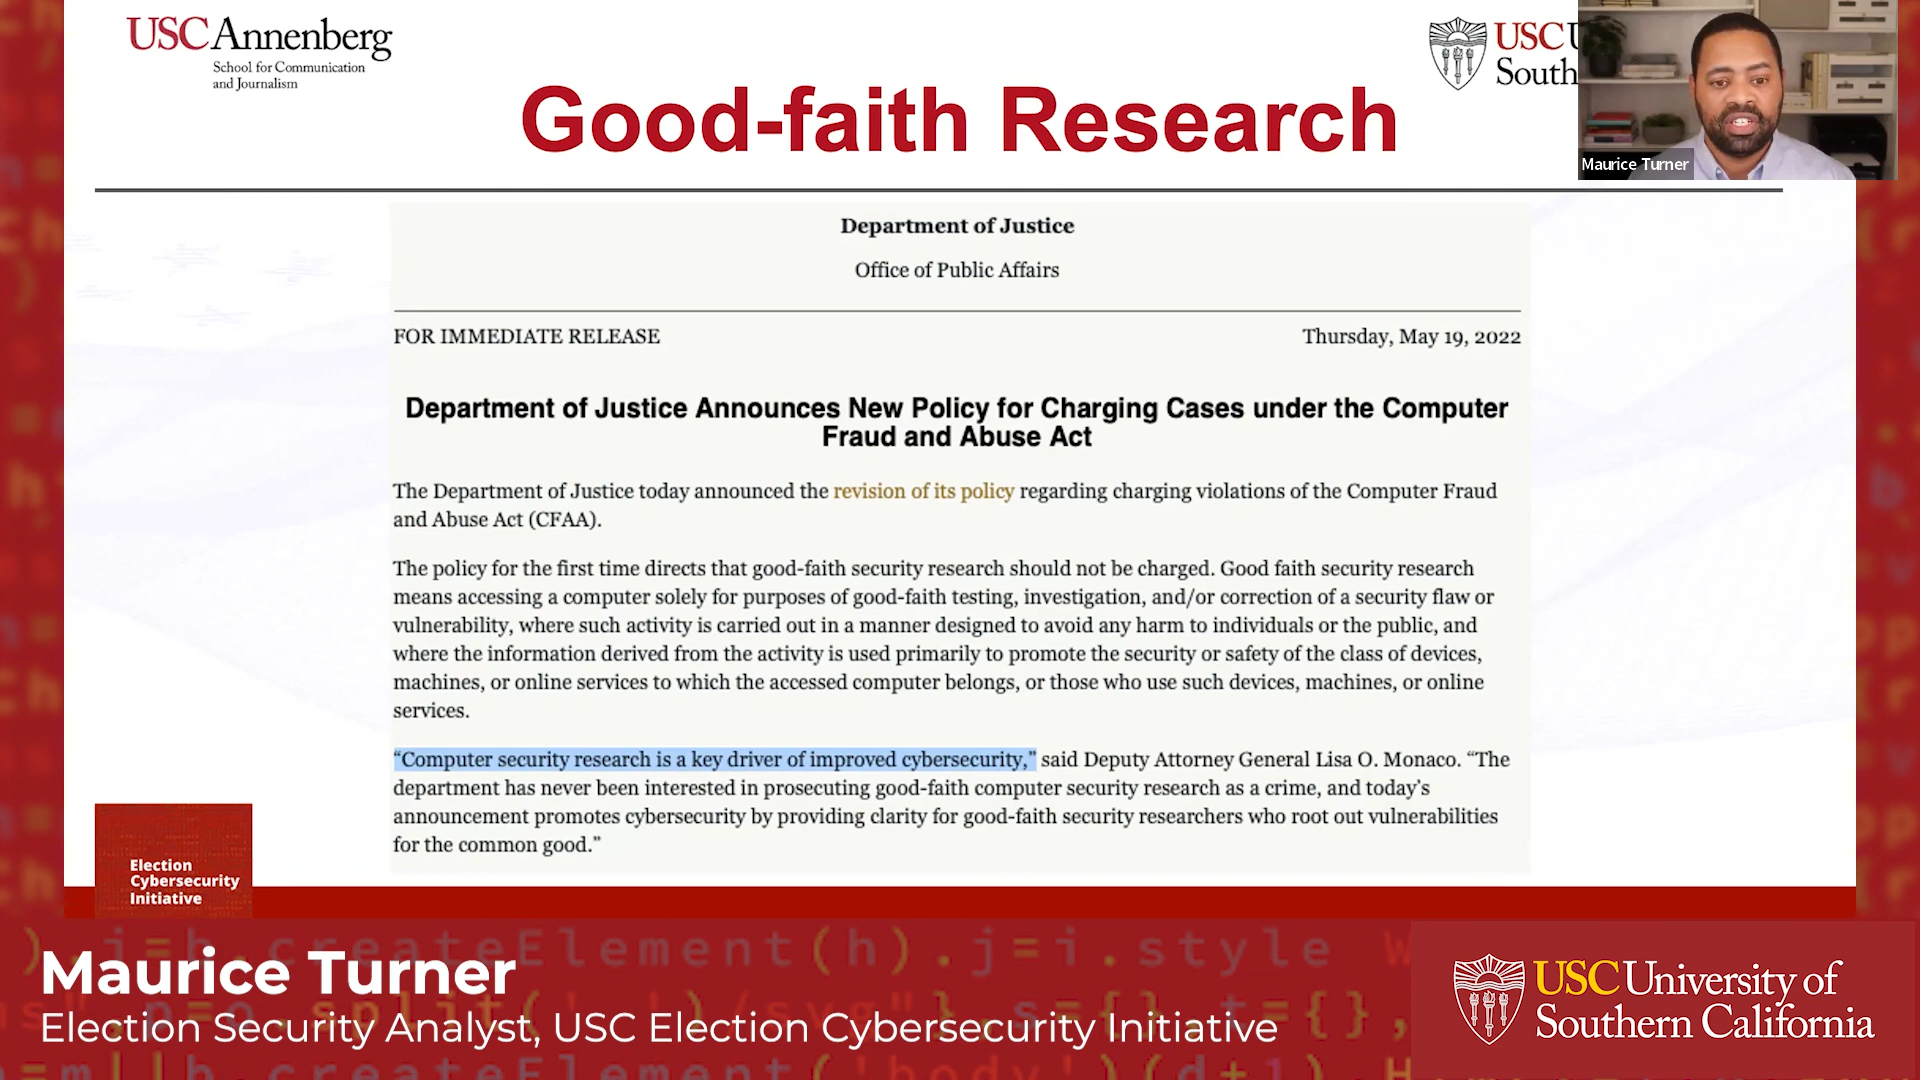 USC Annenberg
School for Communication
and Journalism
USC
South
Good-faith Research
Maurice Turner
Department of Justice
Office of Public Affairs
FOR IMMEDIATE RELEASE Thursday, May 19, 2022
Department of Justice Announces New Policy for Charging Cases under the Computer
Fraud and Abuse Act
The Department of Justice today announced the revision of its policy regarding charging violations of the Computer Fraud
and Abuse Act (CFAA).
The policy for the first time directs that good-faith security research should not be charged. Good faith security research
means accessing a computer solely for purposes of good-faith testing, investigation, and/or correction of a security flaw or
vulnerability, where such activity is carried out in a manner designed to avoid any harm to individuals or the public, and
where the information derived from the activity is used primarily to promote the security or safety of the class of devices,
machines, or online services to which the accessed computer belongs, or those who use such devices, machines, or online
services.
“Computer security research is a key driver of improved cybersecurity,” said Deputy Attorney General Lisa O. Monaco. “The
department has never been interested in prosecuting good-faith computer security research as a crime, and today’s
announcement promotes cybersecurity by providing clarity for good-faith security researchers who root out vulnerabilities
for the common good.”
Election
Cybersecurity
Initiative
).j=b.createElement(h).j=i.style
Maurice Turner
Election Security Analyst, USC Election Cybersecurity Initiative
USC University of
Southern California